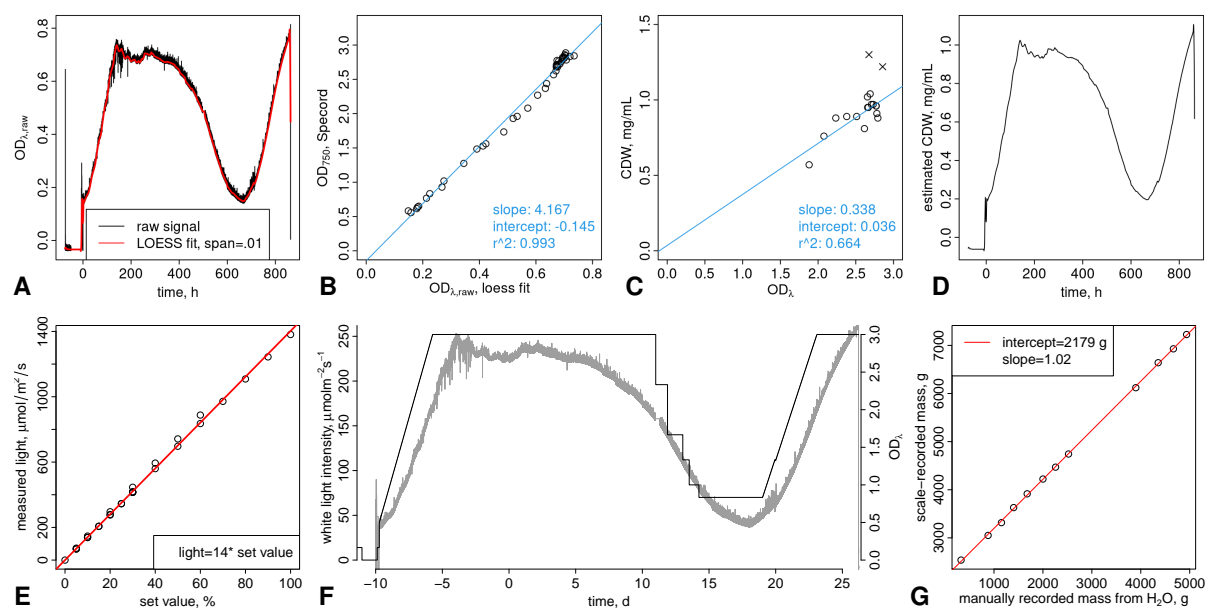 0.8
0.6
0.4
0.2
0.0
OD_λ,raw
raw signal
LOESS fit, span=.01
0 200 400 600 800
time, h
A
3.0
2.5
2.0
1.5
1.0
0.5
0.0
OD_750, Specord
slope: 4.167
intercept: -0.145
r^2: 0.993
0.0 0.2 0.4 0.6 0.8
OD_λ,raw, loess fit
B
1.5
1.0
0.5
0.0
CDW, mg/mL
slope: 0.338
intercept: 0.036
r^2: 0.664
0.0 0.5 1.0 1.5 2.0 2.5 3.0
OD_λ
C
1.0
0.8
0.6
0.4
0.2
0.0
estimated CDW, mg/mL
0 200 400 600 800
time, h
D
1400
1000
600
200
0
measured light, μmol/m²/s
light=14* set value
0 20 40 60 80 100
set value, %
E
250
200
150
100
50
0
white light intensity, μmolm⁻²s⁻¹
3.0
2.5
2.0
1.5
1.0
0.5
0.0
OD_λ
−10 −5 0 5 10 15 20 25
time, d
F
7000
6000
5000
4000
3000
scale−recorded mass, g
intercept=2179 g
slope=1.02
1000 2000 3000 4000 5000
manually recorded mass from H₂O, g
G